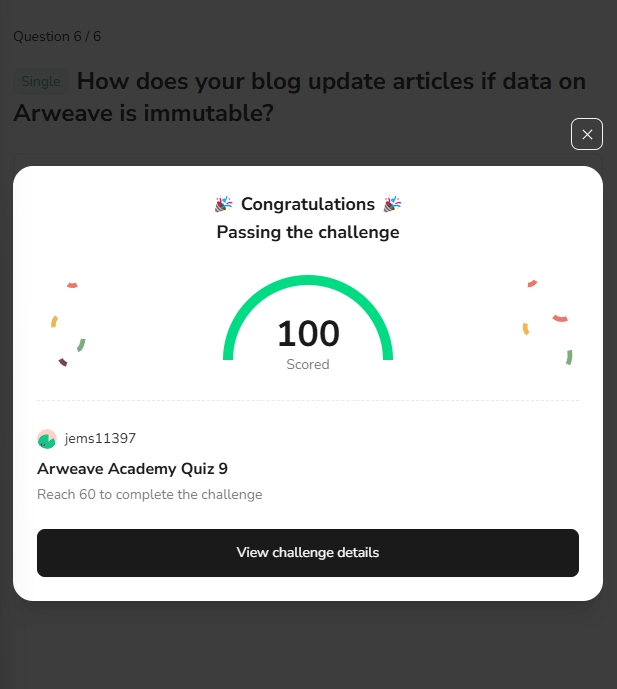 Question 6 / 6
Single How does your blog update articles if data on
Arweave is immutable?
🎉 Congratulations 🎉
Passing the challenge
100
Scored
jems11397
Arweave Academy Quiz 9
Reach 60 to complete the challenge
View challenge details